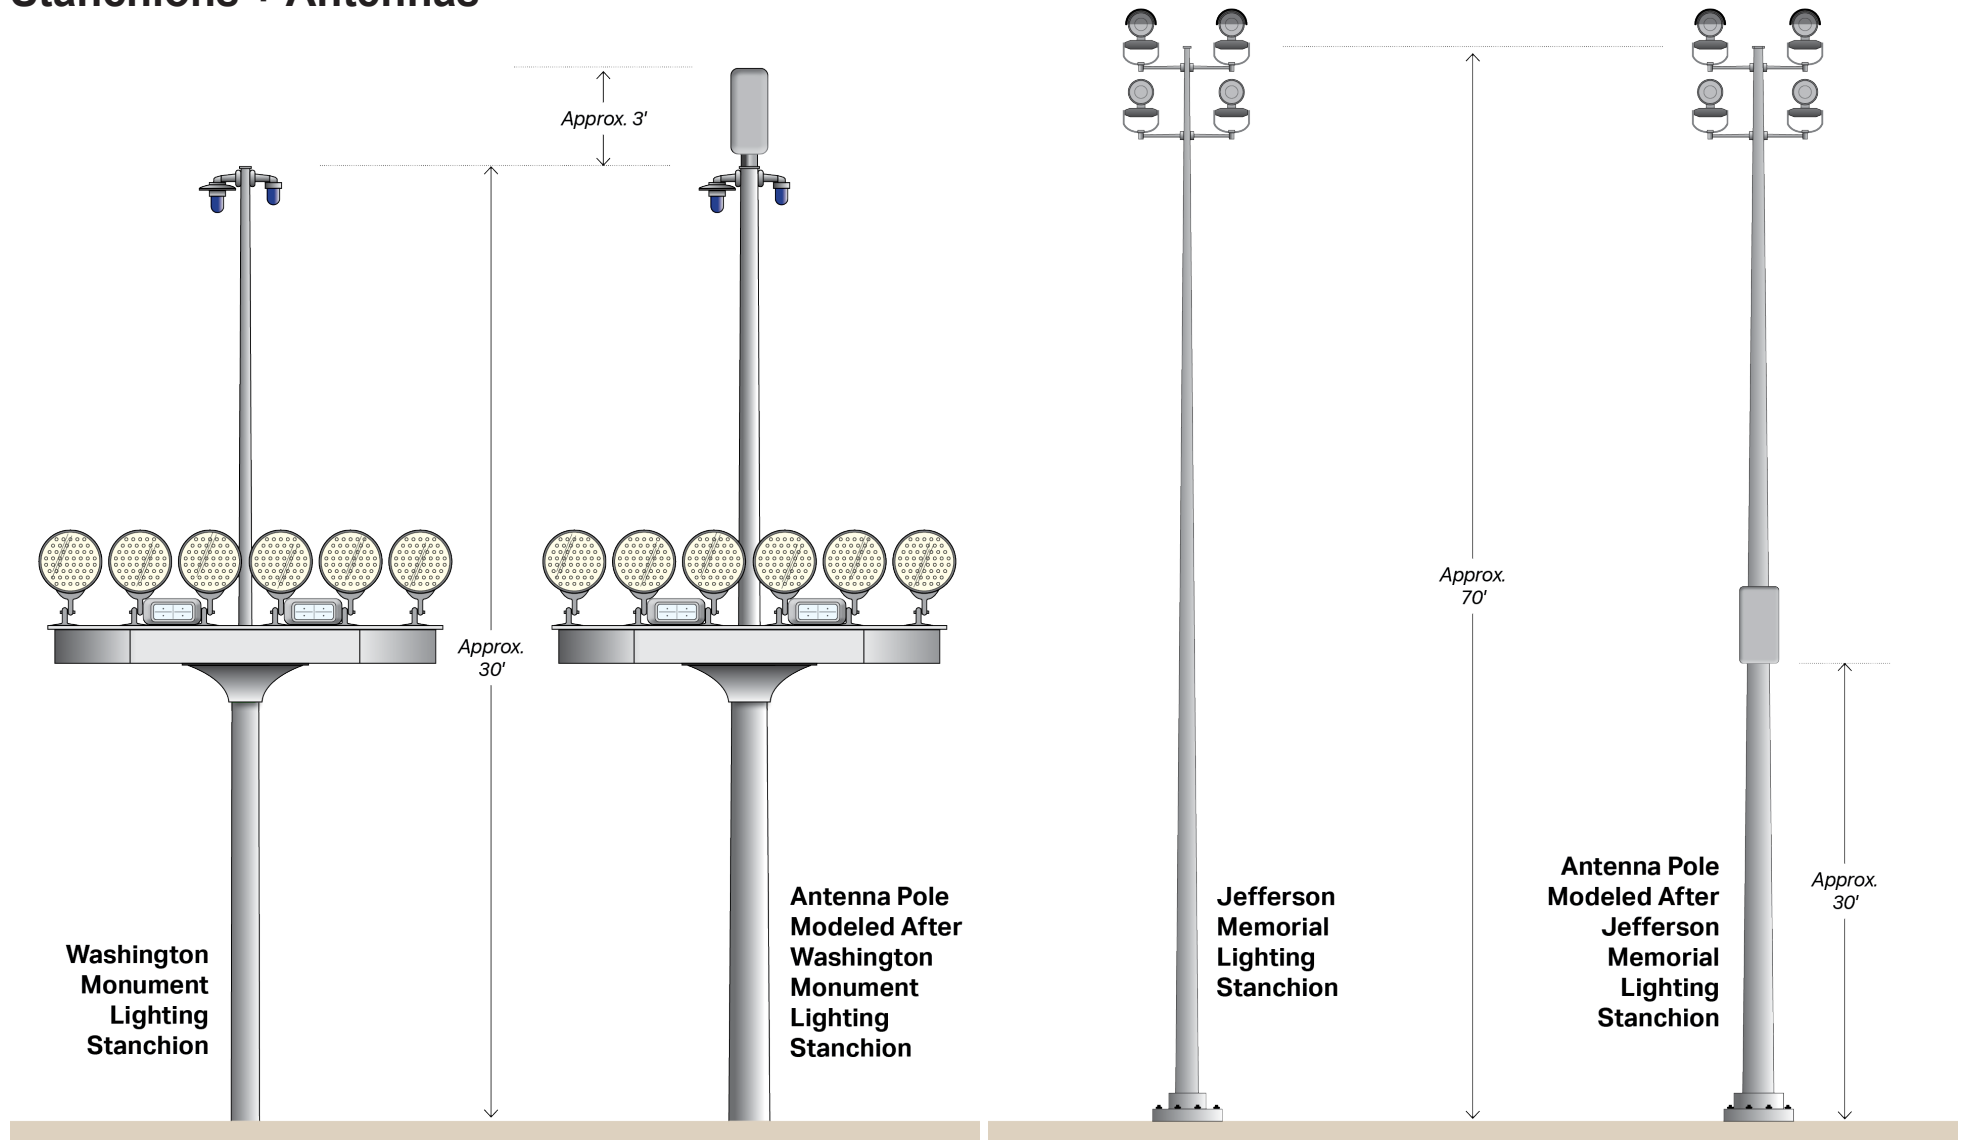 Stanchions + Antennas
Approx. 3'
Approx.
30'
Washington
Monument
Lighting
Stanchion
Antenna Pole
Modeled After
Washington
Monument
Lighting
Stanchion
Approx.
70'
Jefferson
Memorial
Lighting
Stanchion
Antenna Pole
Modeled After
Jefferson
Memorial
Lighting
Stanchion
Approx.
30'